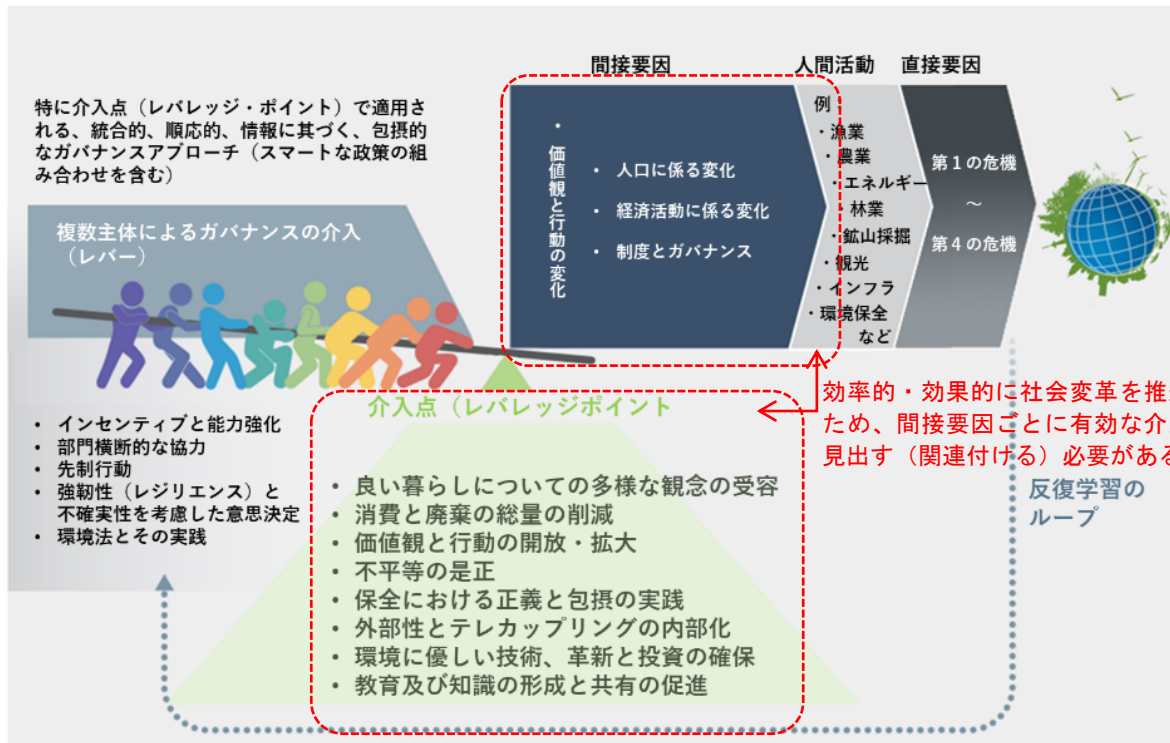 間接要因
人間活動
直接要因
特に介入点（レバレッジ・ポイント）で適用さ
れる、統合的、順応的、情報に基づく、包摂的
なガバナンスアプローチ（スマートな政策の組
み合わせを含む）
複数主体によるガバナンスの介入
（レバー）
・価値観と行動の変化
• 人口に係る変化
• 経済活動に係る変化
• 制度とガバナンス
例
・漁業
・農業
・エネルギー
・林業
・鉱山採掘
・観光
・インフラ
・環境保全
など
第１の危機
～
第４の危機
• インセンティブと能力強化
• 部門横断的な協力
• 先制行動
• 強靭性（レジリエンス）と
不確実性を考慮した意思決定
• 環境法とその実践
介入点（レバレッジポイント
• 良い暮らしについての多様な観念の受容
• 消費と廃棄の総量の削減
• 価値観と行動の開放・拡大
• 不平等の是正
• 保全における正義と包摂の実践
• 外部性とテレカップリングの内部化
• 環境に優しい技術、革新と投資の確保
• 教育及び知識の形成と共有の促進
効率的・効果的に社会変革を推
ため、間接要因ごとに有効な介
見出す（関連付ける）必要がある
反復学習の
ループ